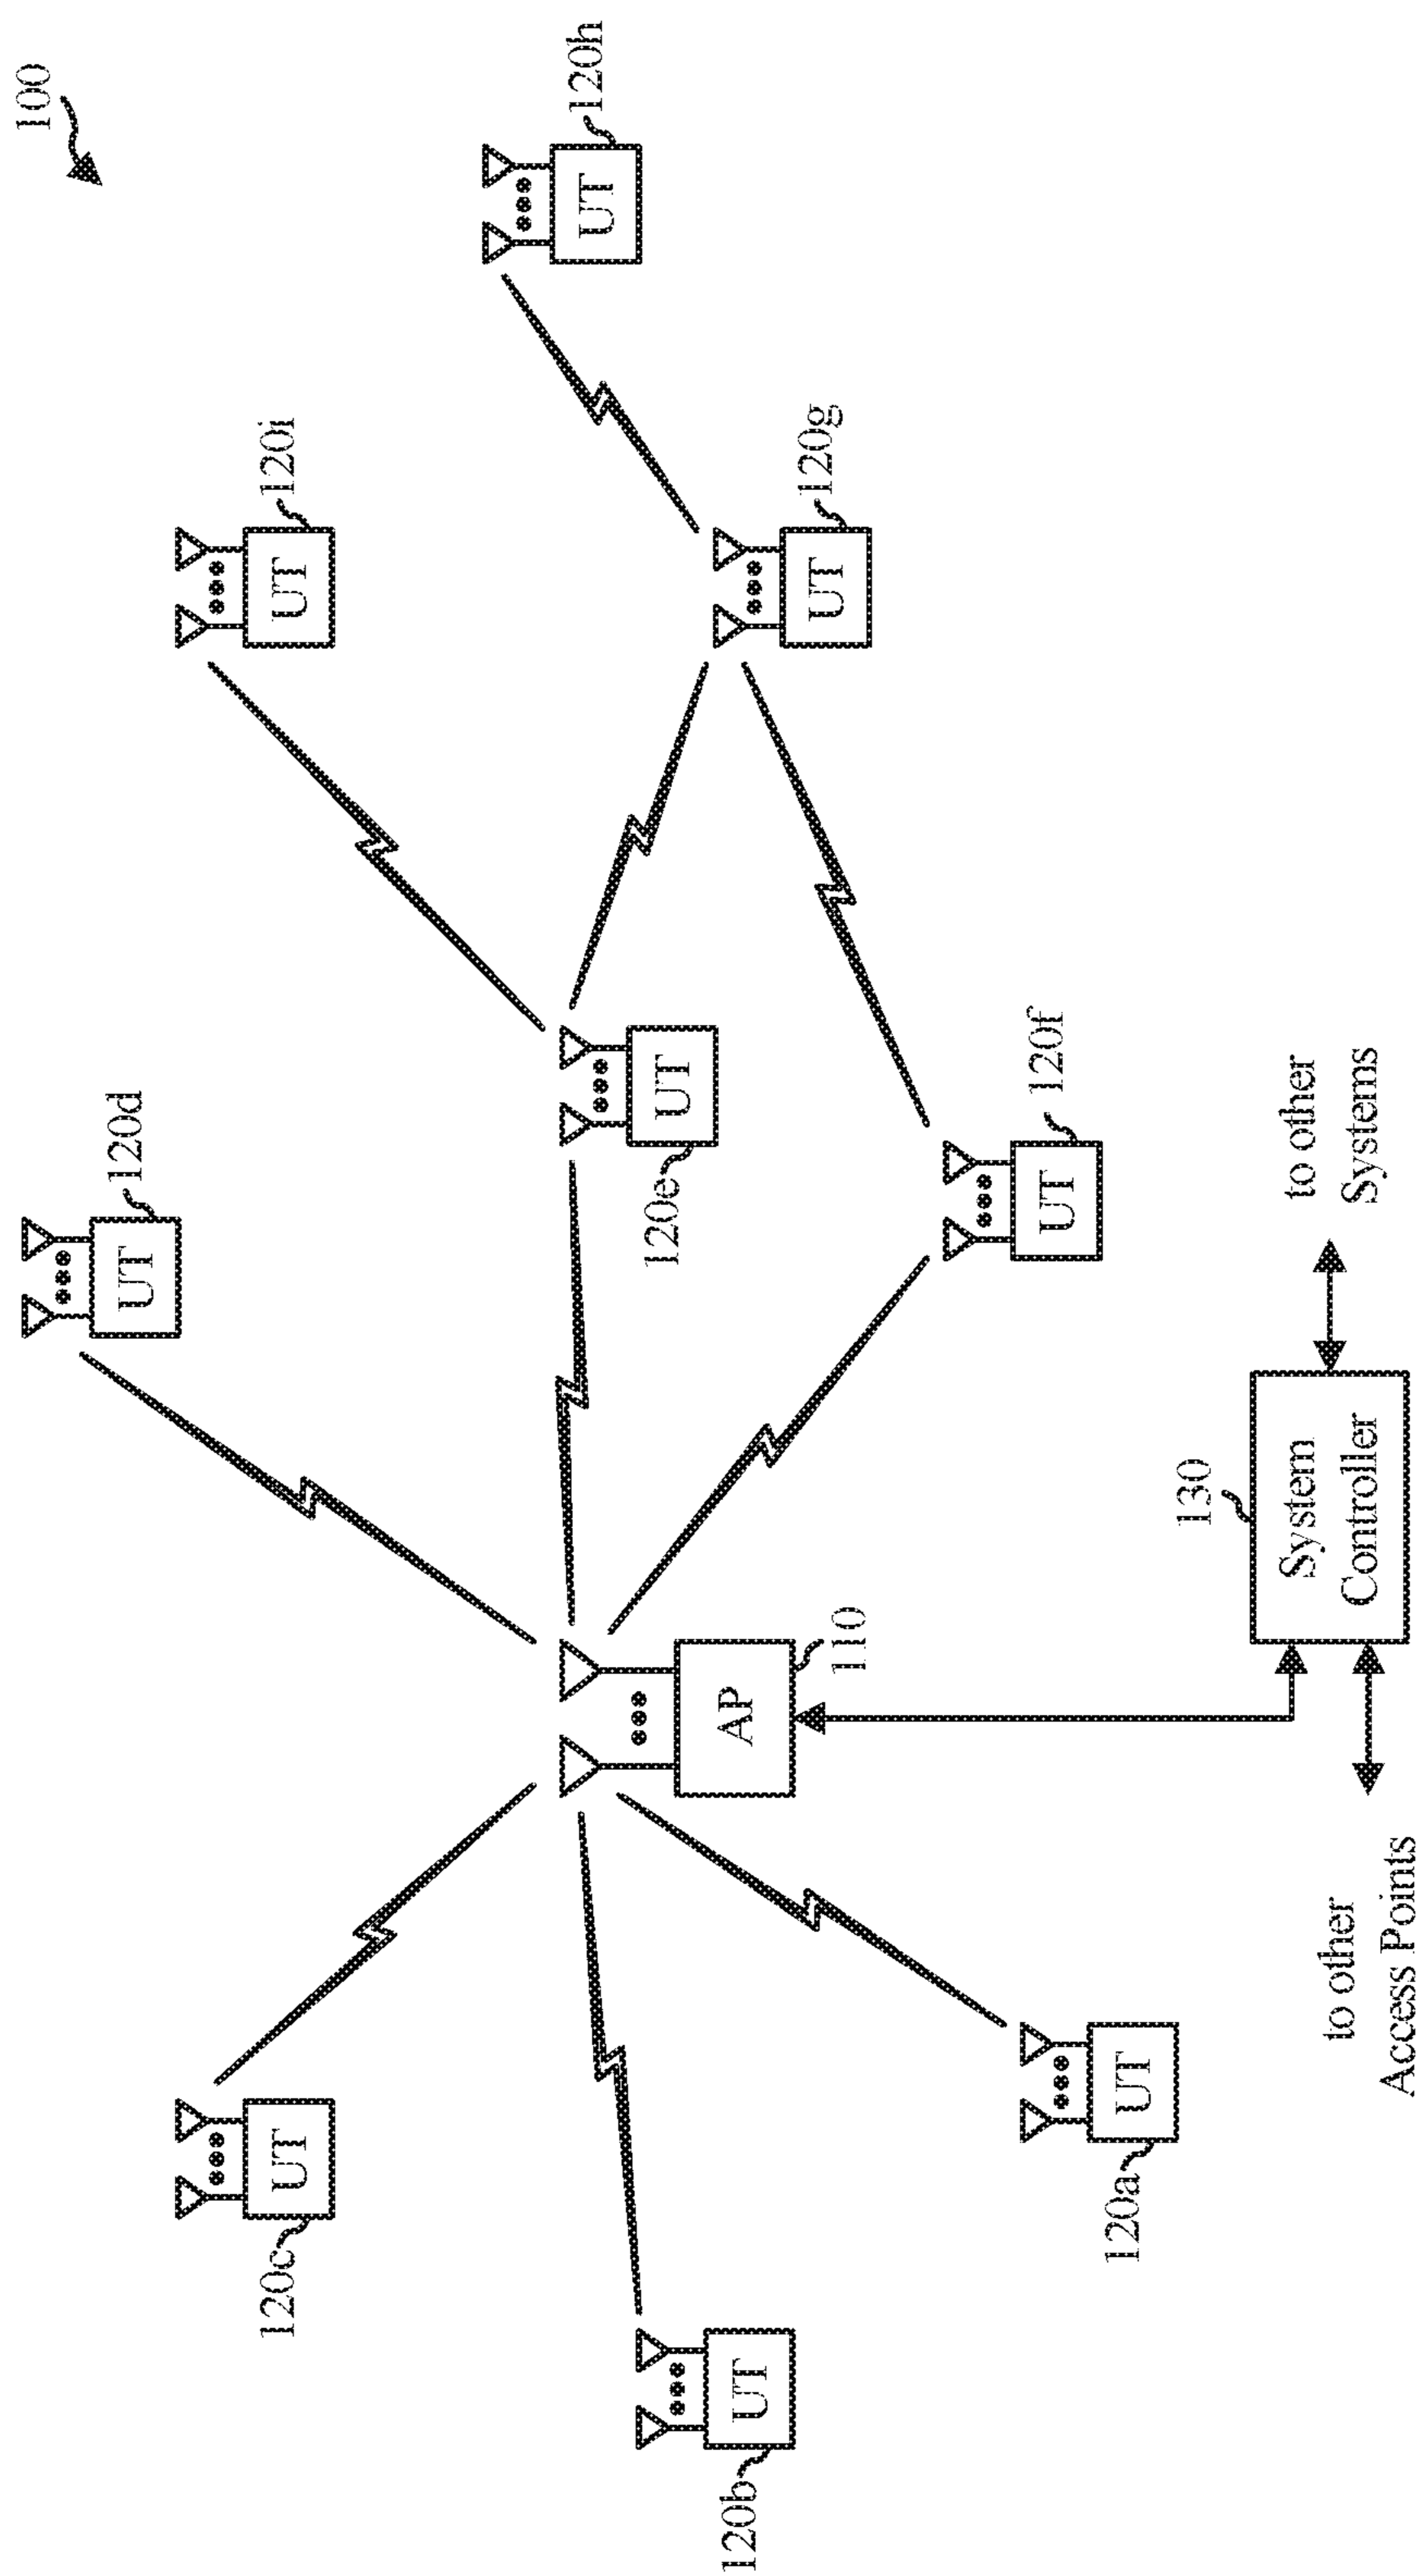 100
UT
120d
UT
120c
UT
120i
UT
120h
UT
120e
UT
120g
AP
110
UT
120b
UT
120f
UT
120a
130
System
Controller
to other
Systems
to other
Access Points